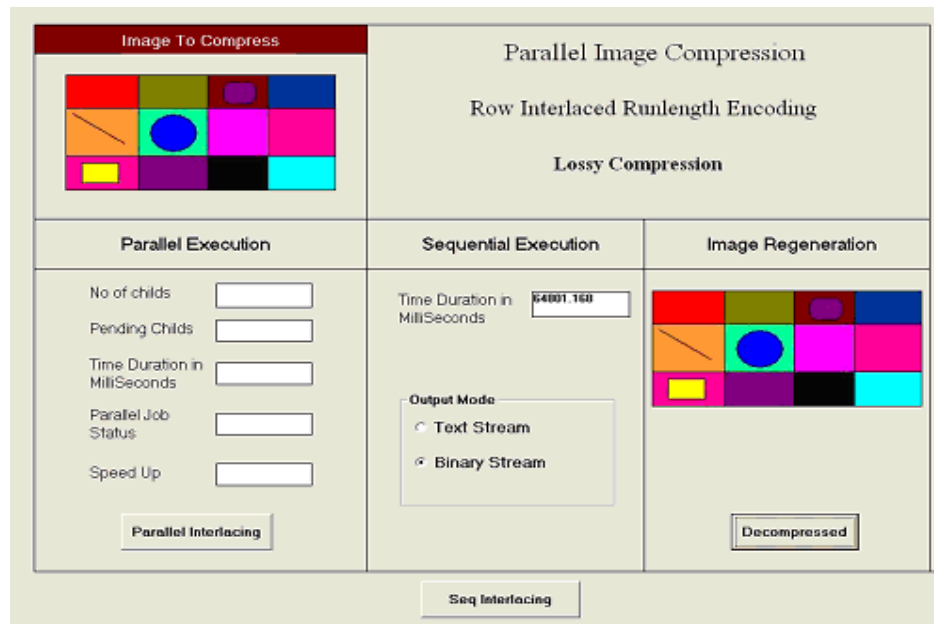 Image To Compress
Parallel Image Compression
Row Interlaced Runlength Encoding
Lossy Compression
Parallel Execution
No of childs
Pending Childs
Time Duration in
MilliSeconds
Parallel Job
Status
Speed Up
Parallel Interlacing
Sequential Execution
Time Duration in
MilliSeconds
64801.160
Output Mode
Text Stream
Binary Stream
Image Regeneration
Decompressed
Seq Interlacing